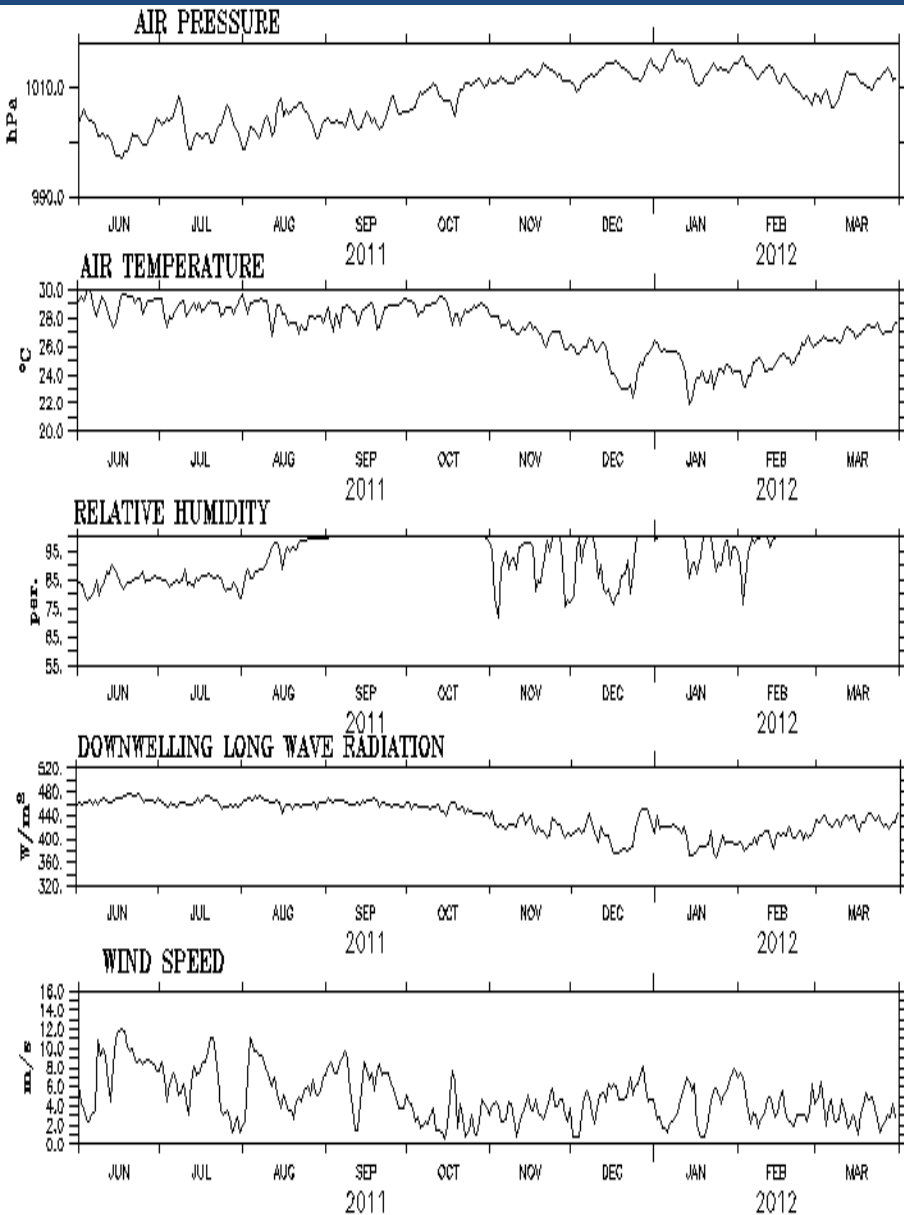 AIR PRESSURE
hPa
1010.0
990.0
JUN JUL AUG SEP OCT NOV DEC JAN FEB MAR
2011 2012
AIR TEMPERATURE
°C
30.0
28.0
26.0
24.0
22.0
20.0
JUN JUL AUG SEP OCT NOV DEC JAN FEB MAR
2011 2012
RELATIVE HUMIDITY
per.
95.
85.
75.
65.
55.
JUN JUL AUG SEP OCT NOV DEC JAN FEB MAR
2011 2012
DOWNWELLING LONG WAVE RADIATION
W/m²
520.
480.
440.
400.
360.
320.
JUN JUL AUG SEP OCT NOV DEC JAN FEB MAR
2011 2012
WIND SPEED
m/s
16.0
14.0
12.0
10.0
8.0
6.0
4.0
2.0
0.0
JUN JUL AUG SEP OCT NOV DEC JAN FEB MAR
2011 2012